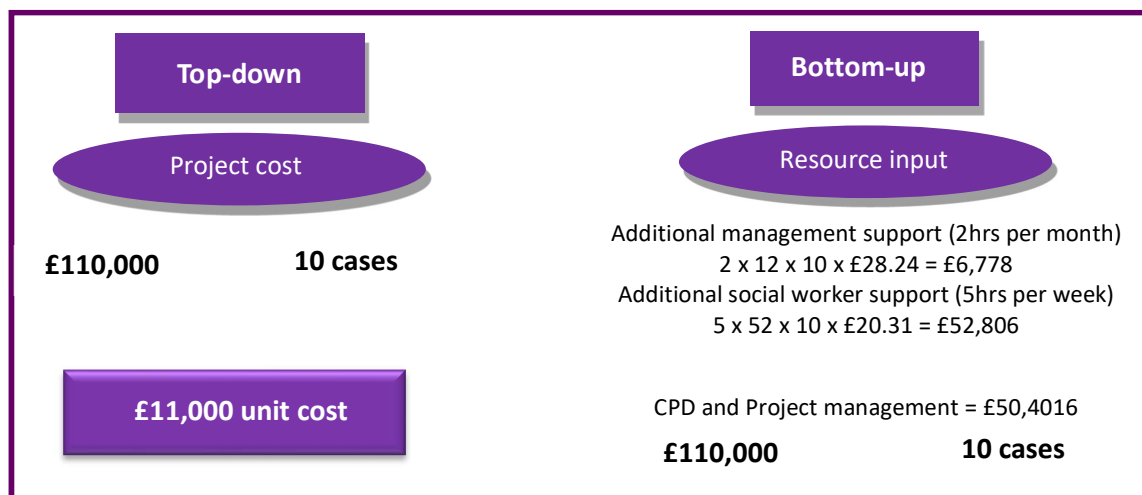 Top-down
Project cost
£110,000
10 cases
£11,000 unit cost
Bottom-up
Resource input
Additional management support (2hrs per month)
2 x 12 x 10 x £28.24 = £6,778
Additional social worker support (5hrs per week)
5 x 52 x 10 x £20.31 = £52,806
CPD and Project management = £50,4016
£110,000
10 cases